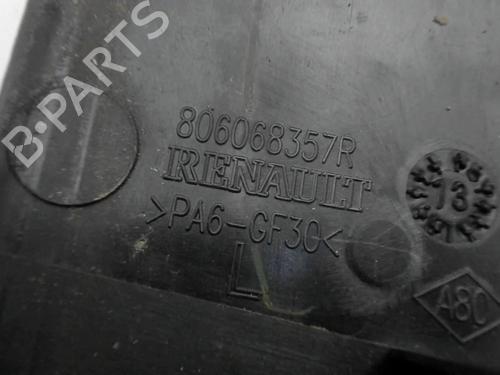 806068357R
RENAULT
>PA6-GF30<
L
13
A80
B-PARTS